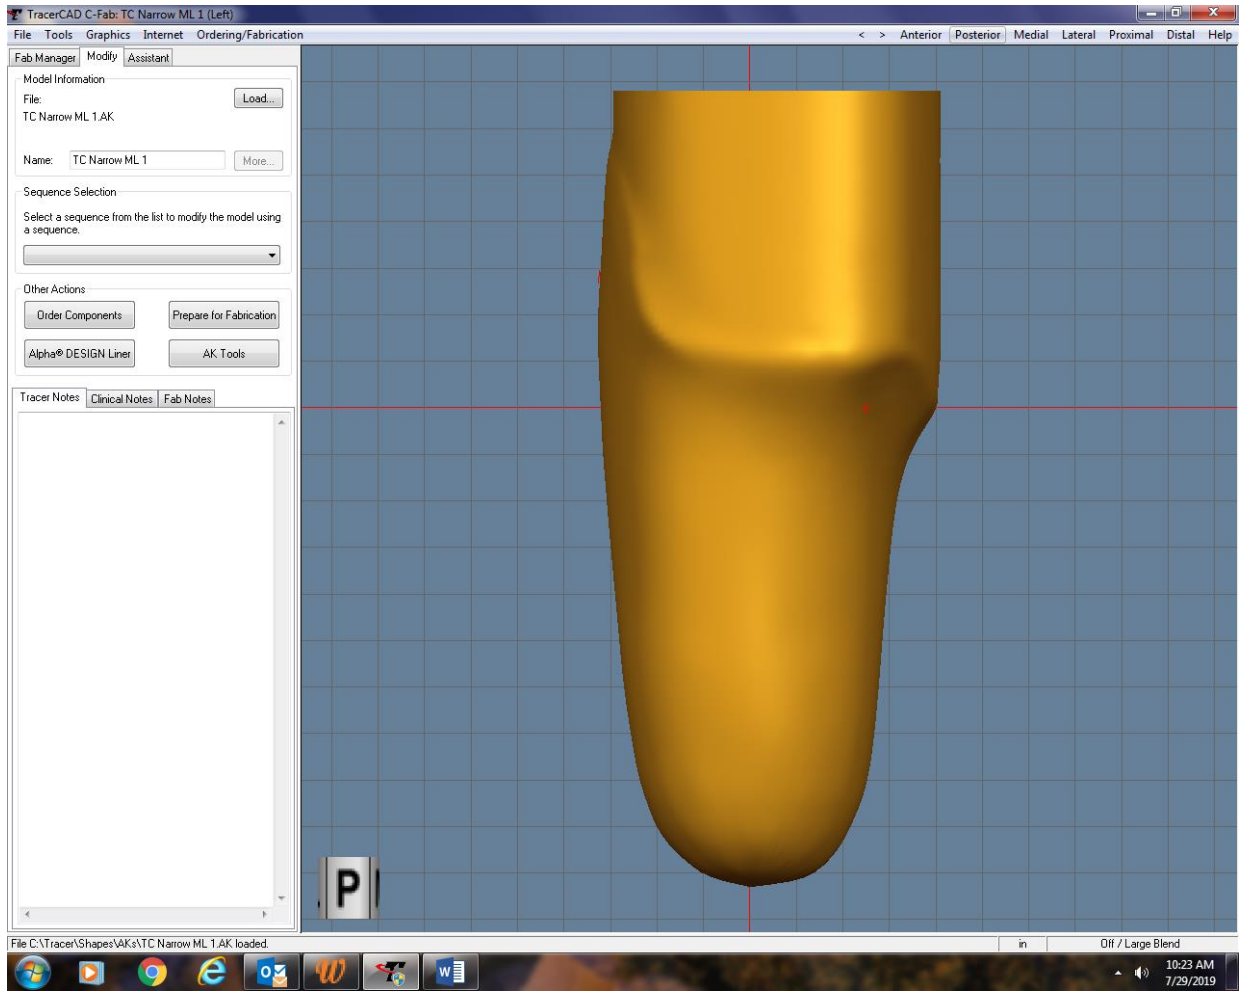 TracerCAD C-Fab: TC Narrow ML 1 (Left)
File Tools Graphics Internet Ordering/Fabrication < > Anterior Posterior Medial Lateral Proximal Distal Help
Fab Manager Modify Assistant
Model Information
File: Load...
TC Narrow ML 1.AK
Name: TC Narrow ML 1 More...
Sequence Selection
Select a sequence from the list to modify the model using
a sequence.
Other Actions
Order Components Prepare for Fabrication
Alpha® DESIGN Liner AK Tools
Tracer Notes Clinical Notes Fab Notes
P
File C:\Tracer\Shapes\AKs\TC Narrow ML 1.AK loaded. in Off / Large Blend
10:23 AM
7/29/2019